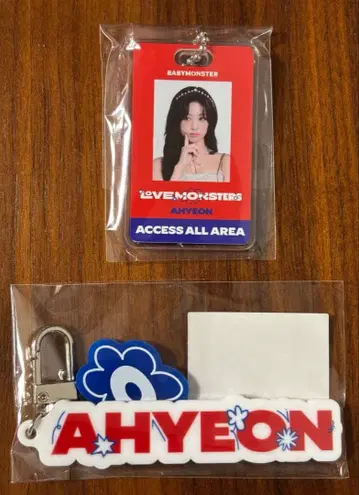 BABYMONSTER
LOVE MONSTERS
AHYEON
ACCESS ALL AREA
AHYEON